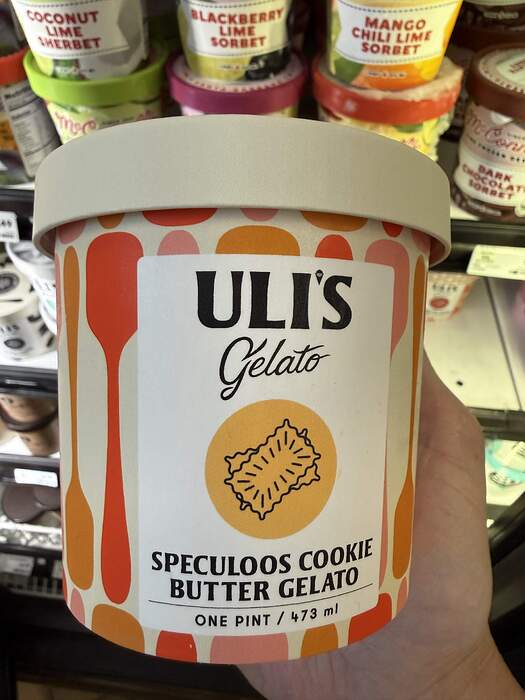 COCONUT
LIME
SHERBET
BLACKBERRY
LIME
SORBET
MANGO
CHILI LIME
SORBET
DARK
CHOCOLAT
SORBET
ULI'S
Gelato
SPECULOOS COOKIE
BUTTER GELATO
ONE PINT / 473 ml